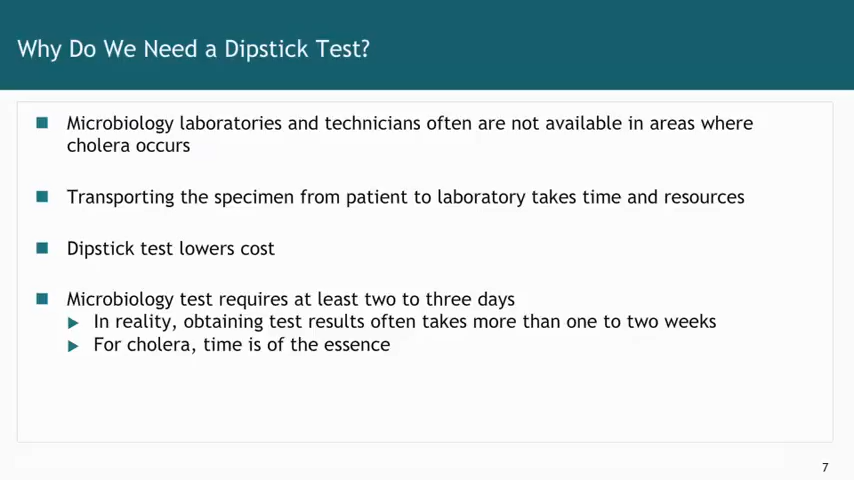 Why Do We Need a Dipstick Test?
Microbiology laboratories and technicians often are not available in areas where
cholera occurs
Transporting the specimen from patient to laboratory takes time and resources
Dipstick test lowers cost
Microbiology test requires at least two to three days
In reality, obtaining test results often takes more than one to two weeks
For cholera, time is of the essence
7